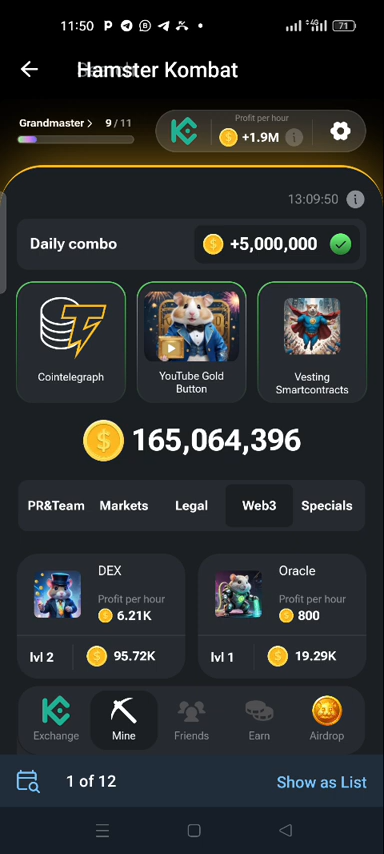 11:50
4G
71
Hamster Kombat
Grandmaster > 9 / 11
Profit per hour
+1.9M
13:09:50
Daily combo
+5,000,000
Cointelegraph
YouTube Gold
Button
Vesting
Smartcontracts
165,064,396
PR&Team Markets Legal Web3 Specials
DEX
Profit per hour
6.21K
lvl 2 95.72K
Oracle
Profit per hour
800
lvl 1 19.29K
Exchange Mine Friends Earn Airdrop
1 of 12 Show as List